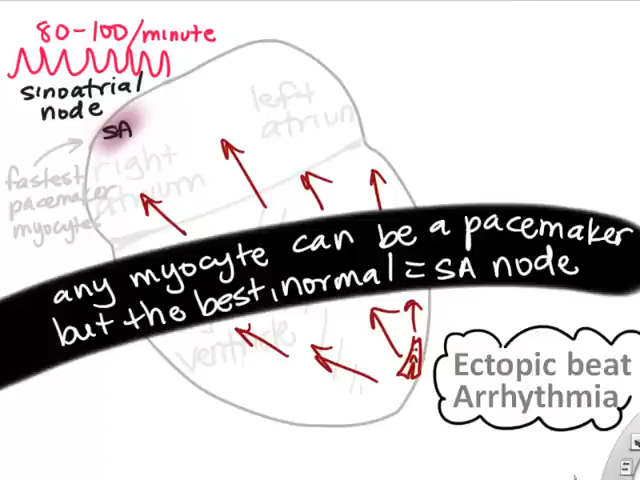 80-100/minute
sinoatrial
node
SA
left
atrium
right
atrium
fastest
pacemaker
myocyte
any myocyte can be a pacemaker
but the best, normal = SA node
ventricle
Ectopic beat
Arrhythmia